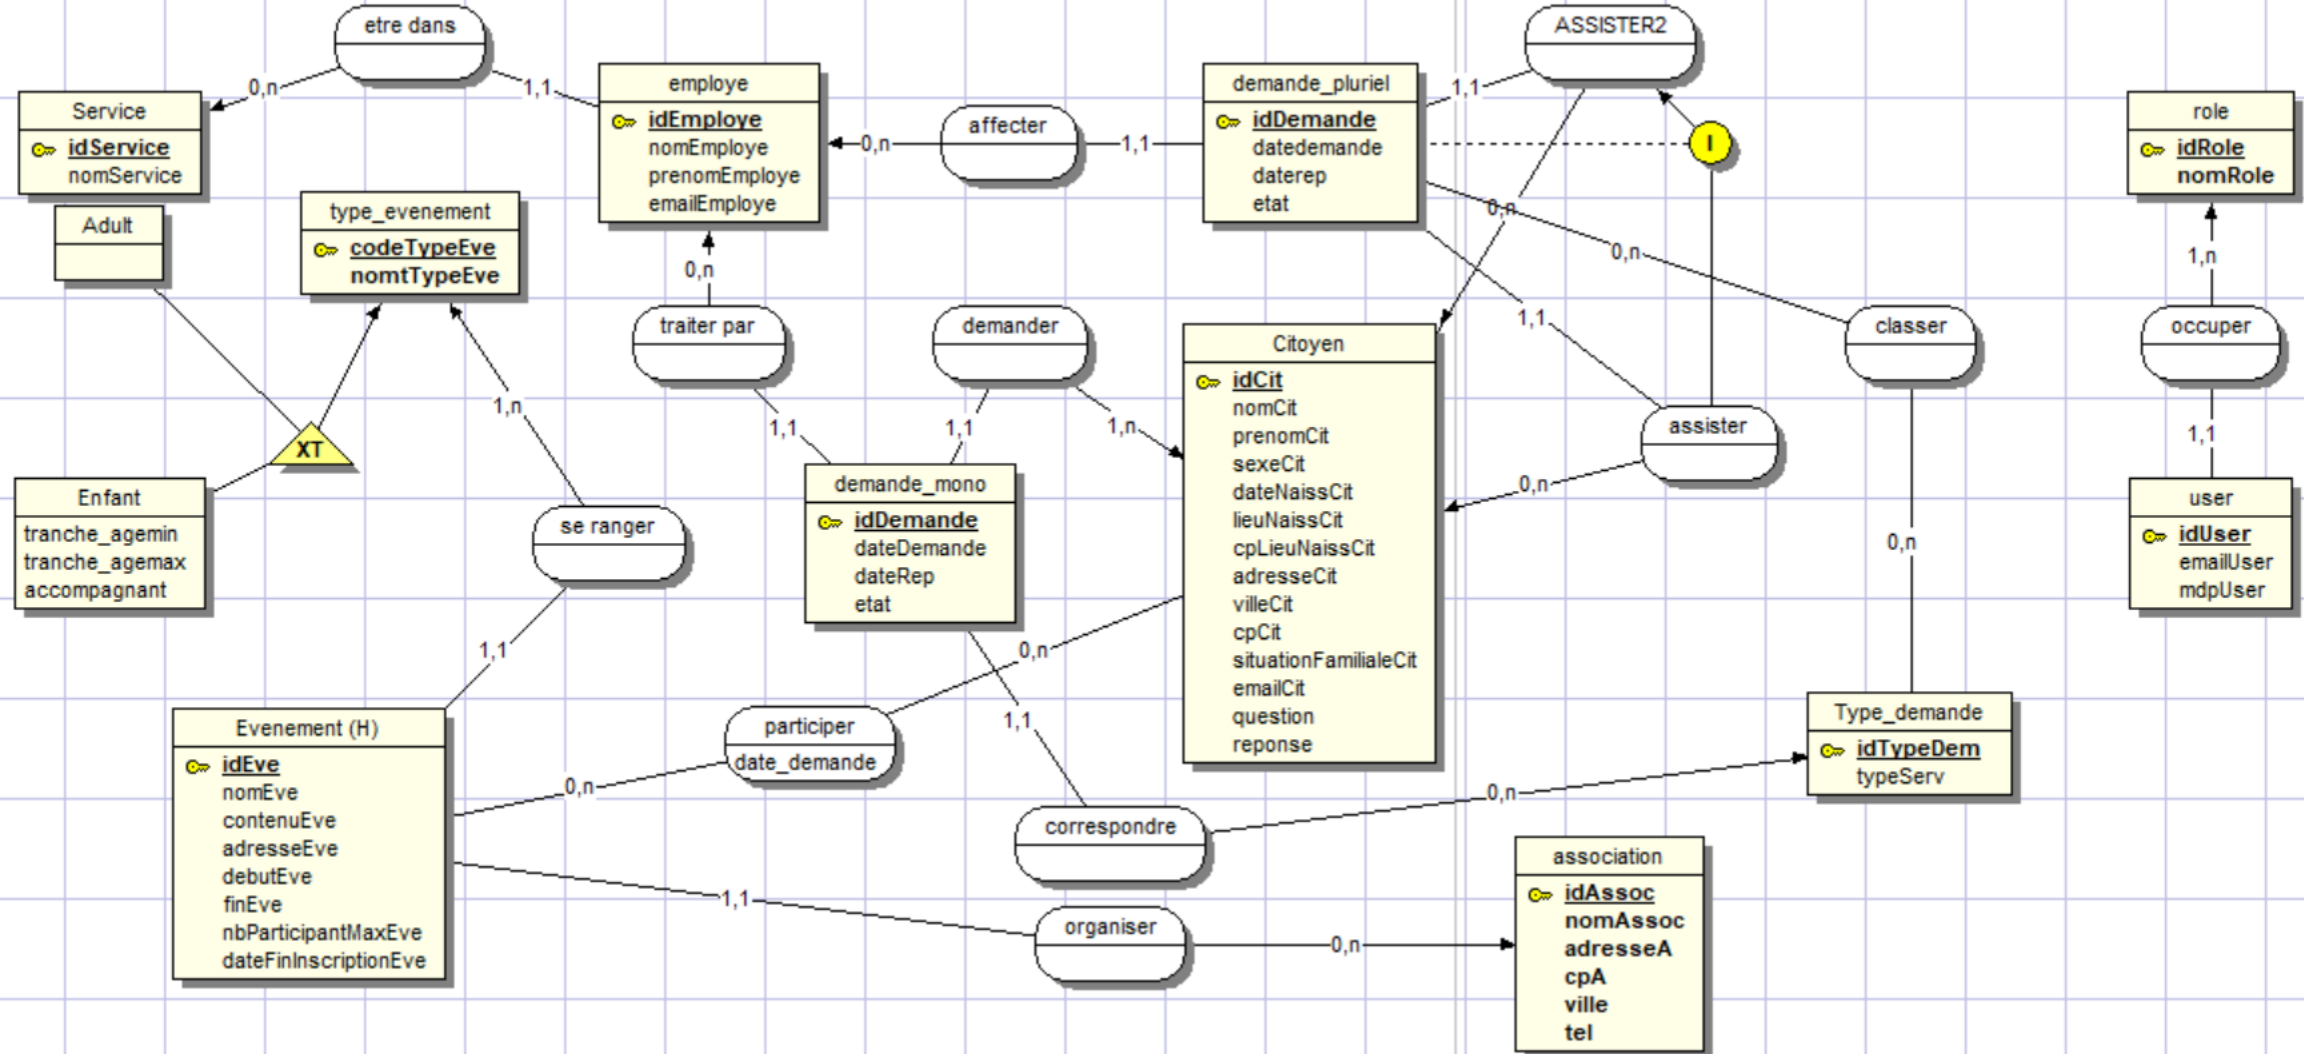 etre dans
0,n
1,1
Service
idService
nomService
employe
idEmploye
nomEmploye
prenomEmploye
emailEmploye
affecter
0,n
1,1
demande_pluriel
idDemande
datedemande
daterep
etat
1,1
ASSISTER2
I
0,n
0,n
1,1
role
idRole
nomRole
1,n
occuper
1,1
user
idUser
emailUser
mdpUser
Adult
type_evenement
codeTypeEve
nomtTypeEve
0,n
traiter par
1,1
demander
1,1
1,n
Citoyen
idCit
nomCit
prenomCit
sexeCit
dateNaissCit
lieuNaissCit
cpLieuNaissCit
adresseCit
villeCit
cpCit
situationFamilialeCit
emailCit
question
reponse
classer
assister
0,n
0,n
XT
1,n
Enfant
tranche_agemin
tranche_agemax
accompagnant
se ranger
1,1
demande_mono
idDemande
dateDemande
dateRep
etat
0,n
1,1
Evenement (H)
idEve
nomEve
contenuEve
adresseEve
debutEve
finEve
nbParticipantMaxEve
dateFinInscriptionEve
participer
date_demande
0,n
Type_demande
idTypeDem
typeServ
correspondre
0,n
1,1
organiser
0,n
association
idAssoc
nomAssoc
adresseA
cpA
ville
tel